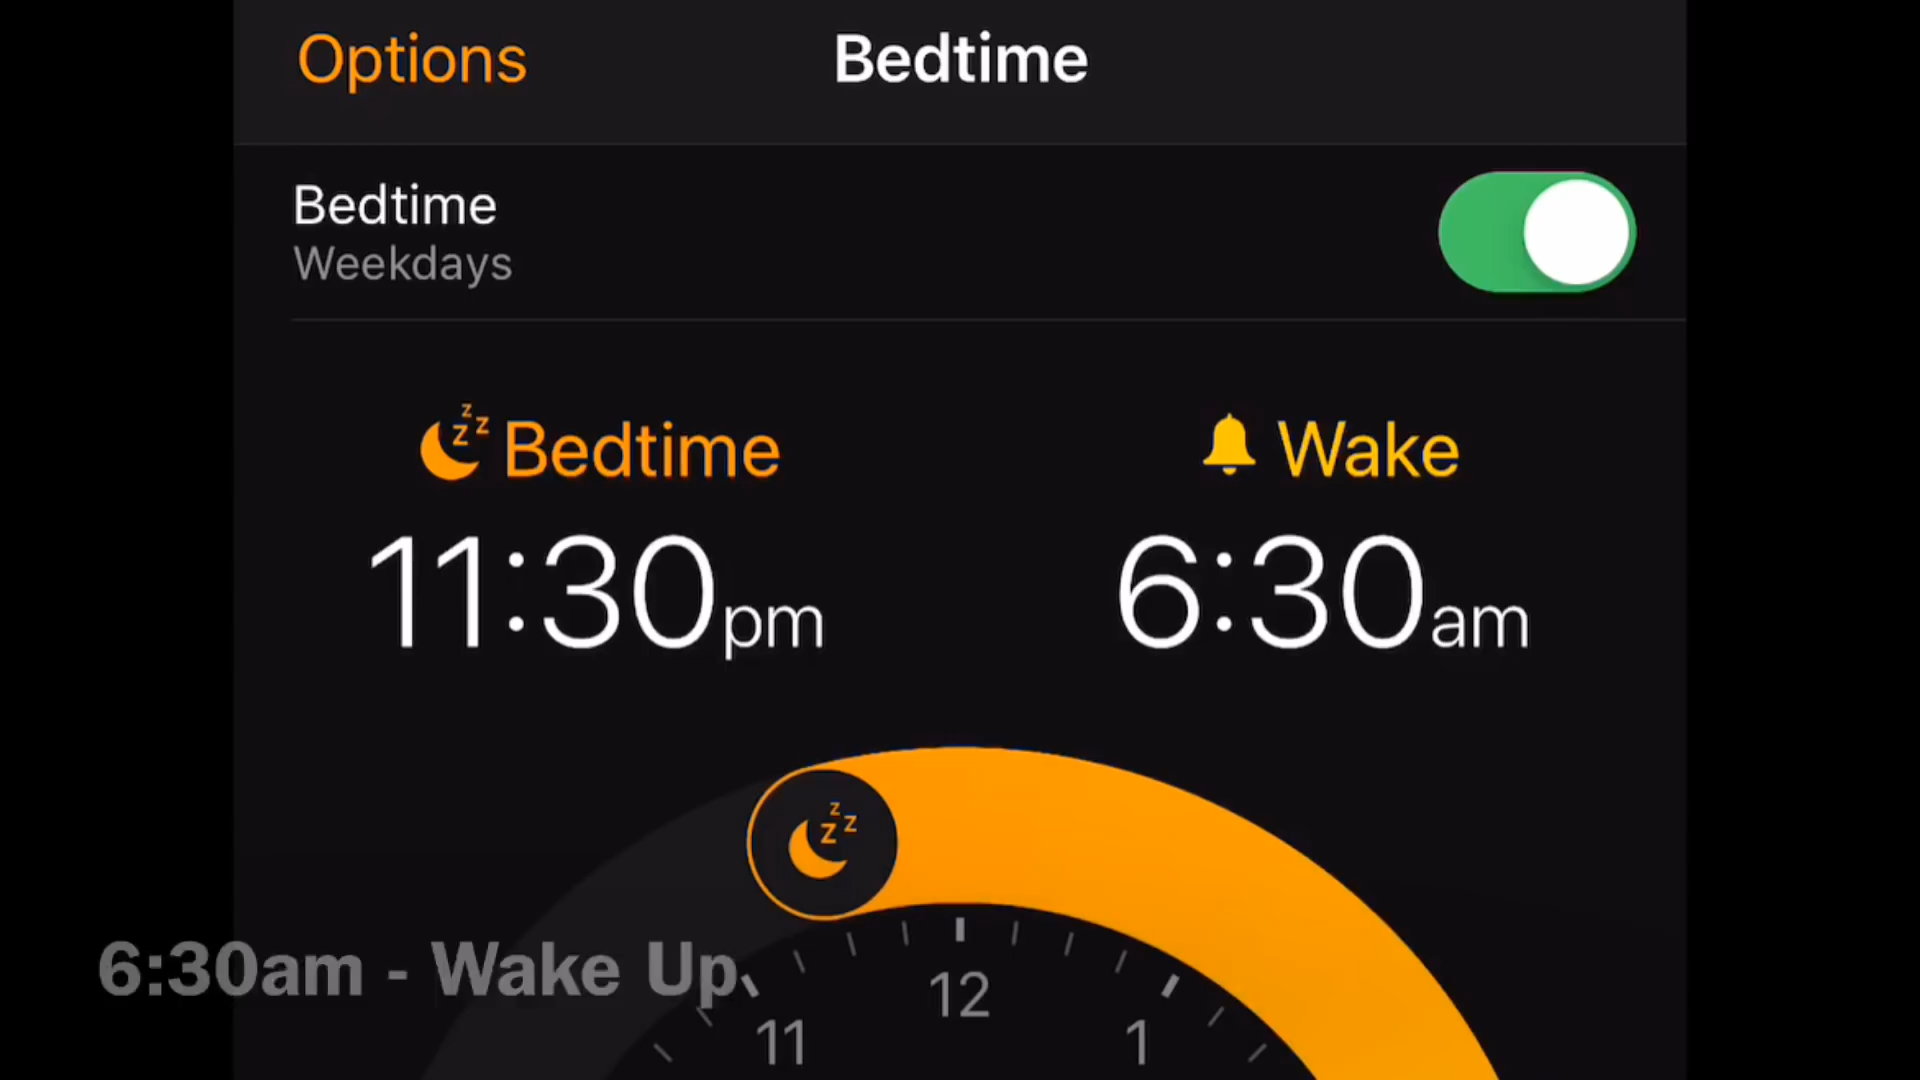 Options Bedtime
Bedtime
Weekdays
z z z Bedtime Wake
11:30pm 6:30am
z z z
6:30am - Wake Up
12
11 1